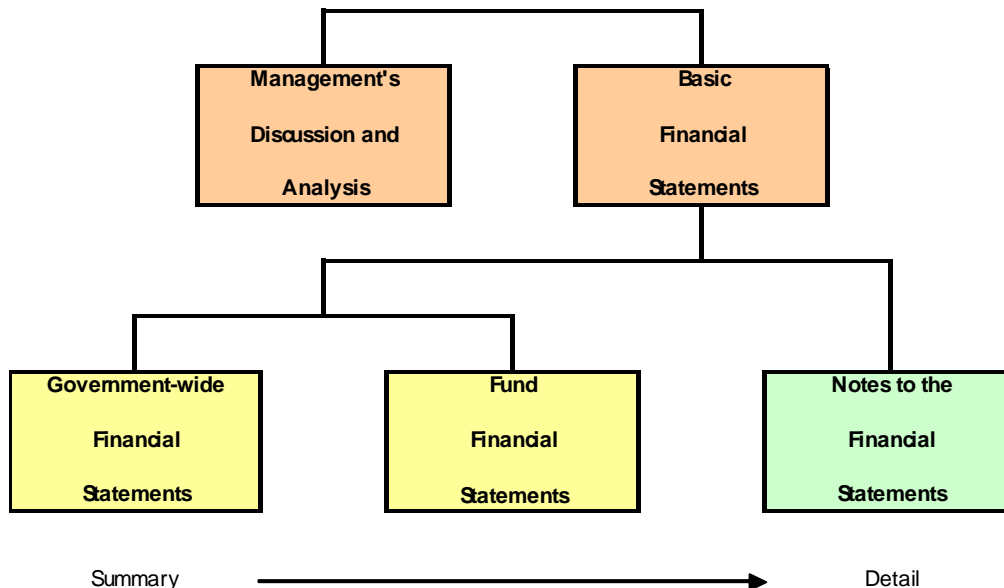 Management's
Discussion and
Analysis
Basic
Financial
Statements
Government-wide
Financial
Statements
Fund
Financial
Statements
Notes to the
Financial
Statements
Summary
Detail